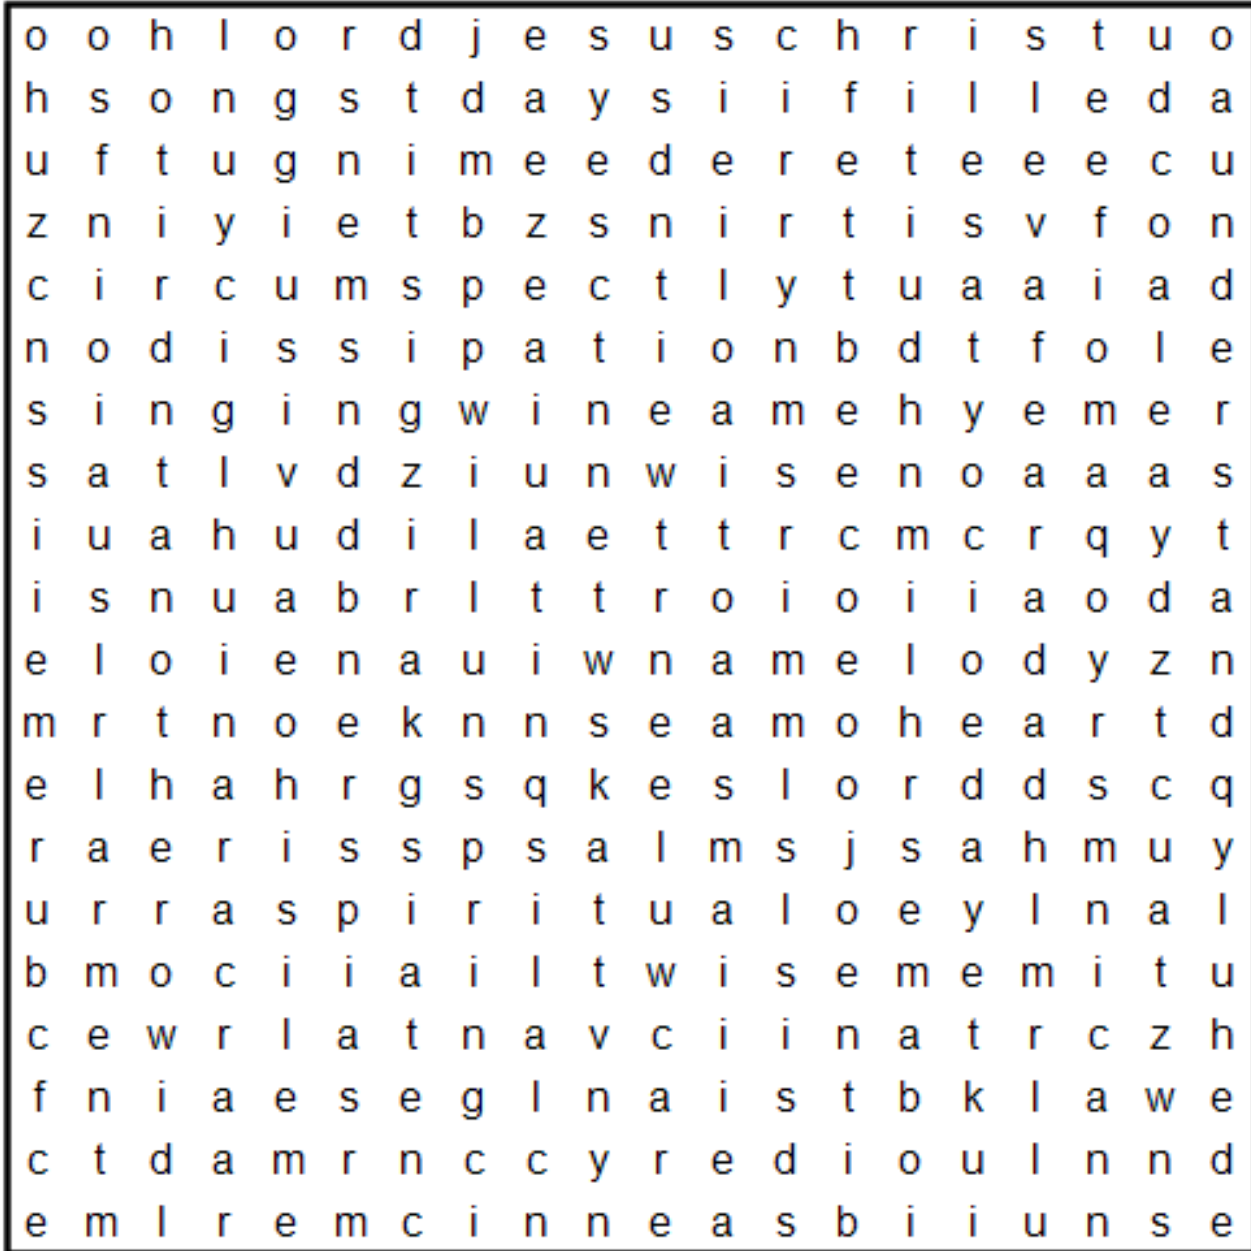 o o h l o r d j e s u s c h r i s t u o
h s o n g s t d a y s i i f i l l e d a
u f t u g n i m e e d e r e t e e e c u
z n i y i e t b z s n i r t i s v f o n
c i r c u m s p e c t l y t u a a i a d
n o d i s s i p a t i o n b d t f o l e
s i n g i n g w i n e a m e h y e m e r
s a t l v d z i u n w i s e n o a a a s
i u a h u d i l a e t t r c m c r q y t
i s n u a b r l t t r o i o i i a o d a
e l o i e n a u i w n a m e l o d y z n
m r t n o e k n n s e a m o h e a r t d
e l h a h r g s q k e s l o r d d s c q
r a e r i s s p s a l m s j s a h m u y
u r r a s p i r i t u a l o e y l n a l
b m o c i i a i l t w i s e m e m i t u
c e w r l a t n a v c i i n a t r c z h
f n i a e s e g l n a i s t b k l a w e
c t d a m r n c c y r e d i o u l n n d
e m l r e m c i n n e a s b i i u n s e